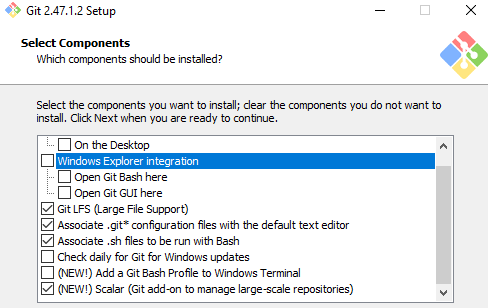 Git 2.47.1.2 Setup
Select Components
Which components should be installed?
Select the components you want to install; clear the components you do not want to
install. Click Next when you are ready to continue.
On the Desktop
Windows Explorer integration
Open Git Bash here
Open Git GUI here
Git LFS (Large File Support)
Associate .git* configuration files with the default text editor
Associate .sh files to be run with Bash
Check daily for Git for Windows updates
(NEW!) Add a Git Bash Profile to Windows Terminal
(NEW!) Scalar (Git add-on to manage large-scale repositories)